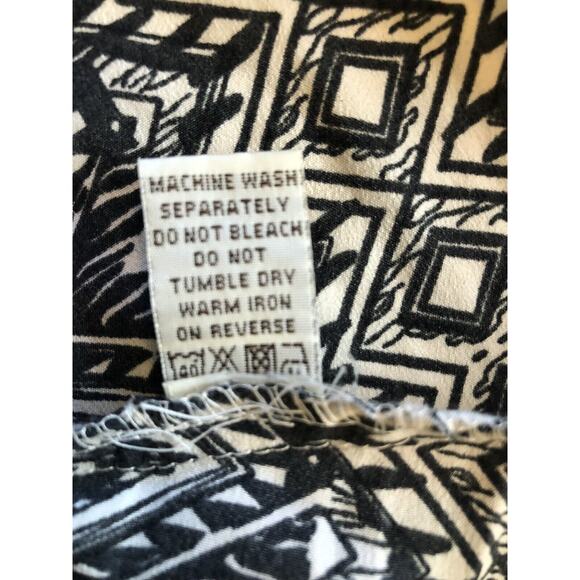 MACHINE WASH
SEPARATELY
DO NOT BLEACH
DO NOT
TUMBLE DRY
WARM IRON
ON REVERSE